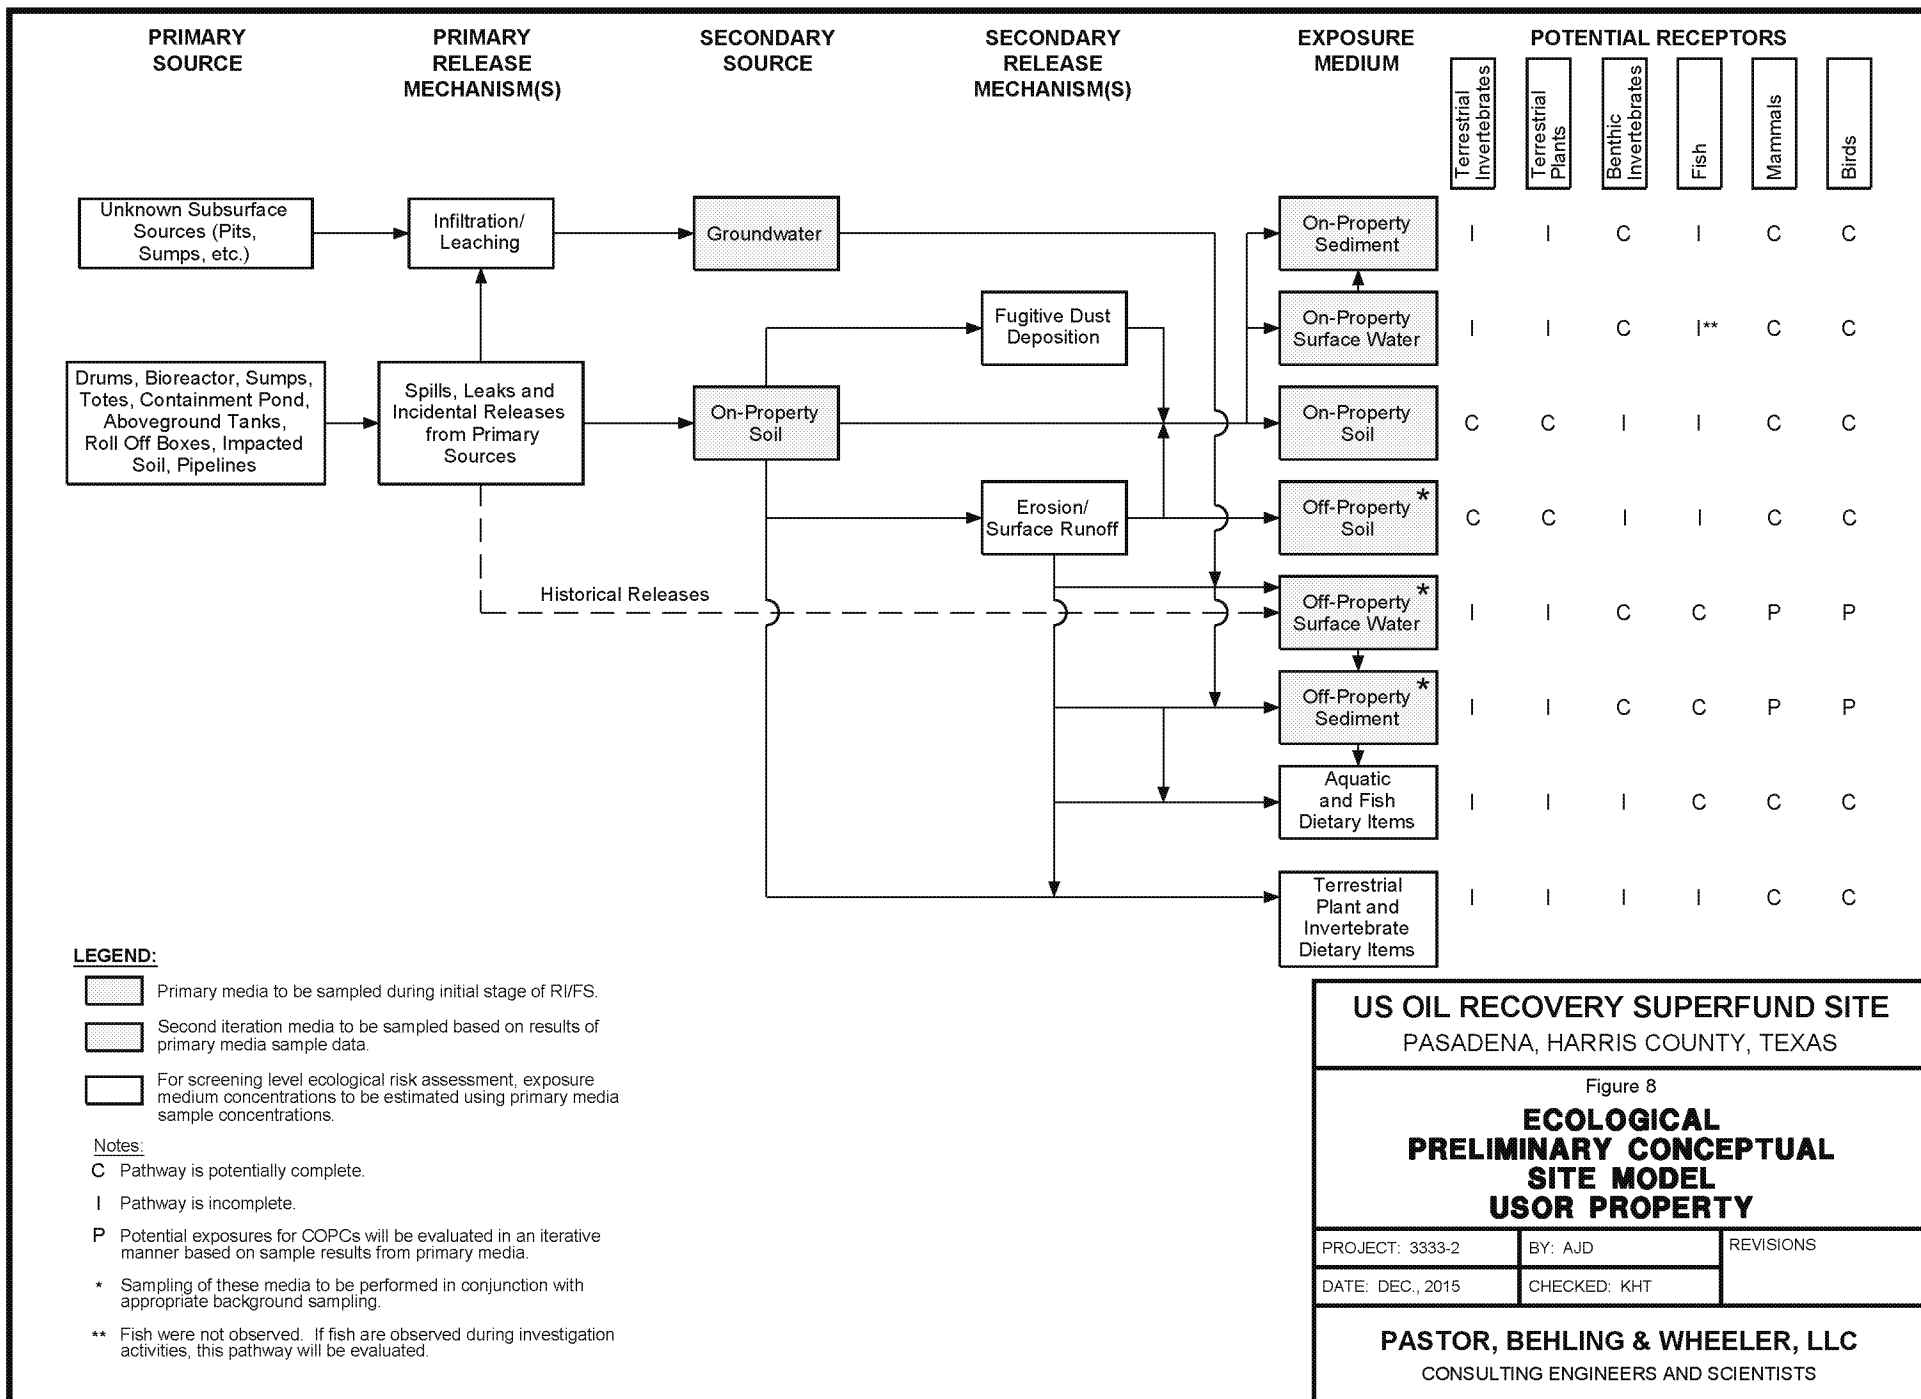 PRIMARY
SOURCE
PRIMARY
RELEASE
MECHANISM(S)
SECONDARY
SOURCE
SECONDARY
RELEASE
MECHANISM(S)
EXPOSURE
MEDIUM
POTENTIAL RECEPTORS
Terrestrial
Invertebrates
Terrestrial
Plants
Benthic
Invertebrates
Fish
Mammals
Birds
Unknown Subsurface
Sources (Pits,
Sumps, etc.)
Infiltration/
Leaching
Groundwater
On-Property
Sediment
I I C I C C
Fugitive Dust
Deposition
On-Property
Surface Water
I I C I** C C
Drums, Bioreactor, Sumps,
Totes, Containment Pond,
Aboveground Tanks,
Roll Off Boxes, Impacted
Soil, Pipelines
Spills, Leaks and
Incidental Releases
from Primary
Sources
On-Property
Soil
On-Property
Soil
C C I I C C
Erosion/
Surface Runoff
Off-Property *
Soil
C C I I C C
Historical Releases
Off-Property *
Surface Water
I I C C P P
Off-Property *
Sediment
I I C C P P
Aquatic
and Fish
Dietary Items
I I I C C C
Terrestrial
Plant and
Invertebrate
Dietary Items
I I I I C C
LEGEND:
Primary media to be sampled during initial stage of RI/FS.
Second iteration media to be sampled based on results of
primary media sample data.
For screening level ecological risk assessment, exposure
medium concentrations to be estimated using primary media
sample concentrations.
Notes:
C Pathway is potentially complete.
I Pathway is incomplete.
P Potential exposures for COPCs will be evaluated in an iterative
manner based on sample results from primary media.
* Sampling of these media to be performed in conjunction with
appropriate background sampling.
** Fish were not observed. If fish are observed during investigation
activities, this pathway will be evaluated.
US OIL RECOVERY SUPERFUND SITE
PASADENA, HARRIS COUNTY, TEXAS
Figure 8
ECOLOGICAL
PRELIMINARY CONCEPTUAL
SITE MODEL
USOR PROPERTY
PROJECT: 3333-2
BY: AJD
REVISIONS
DATE: DEC., 2015
CHECKED: KHT
PASTOR, BEHLING & WHEELER, LLC
CONSULTING ENGINEERS AND SCIENTISTS